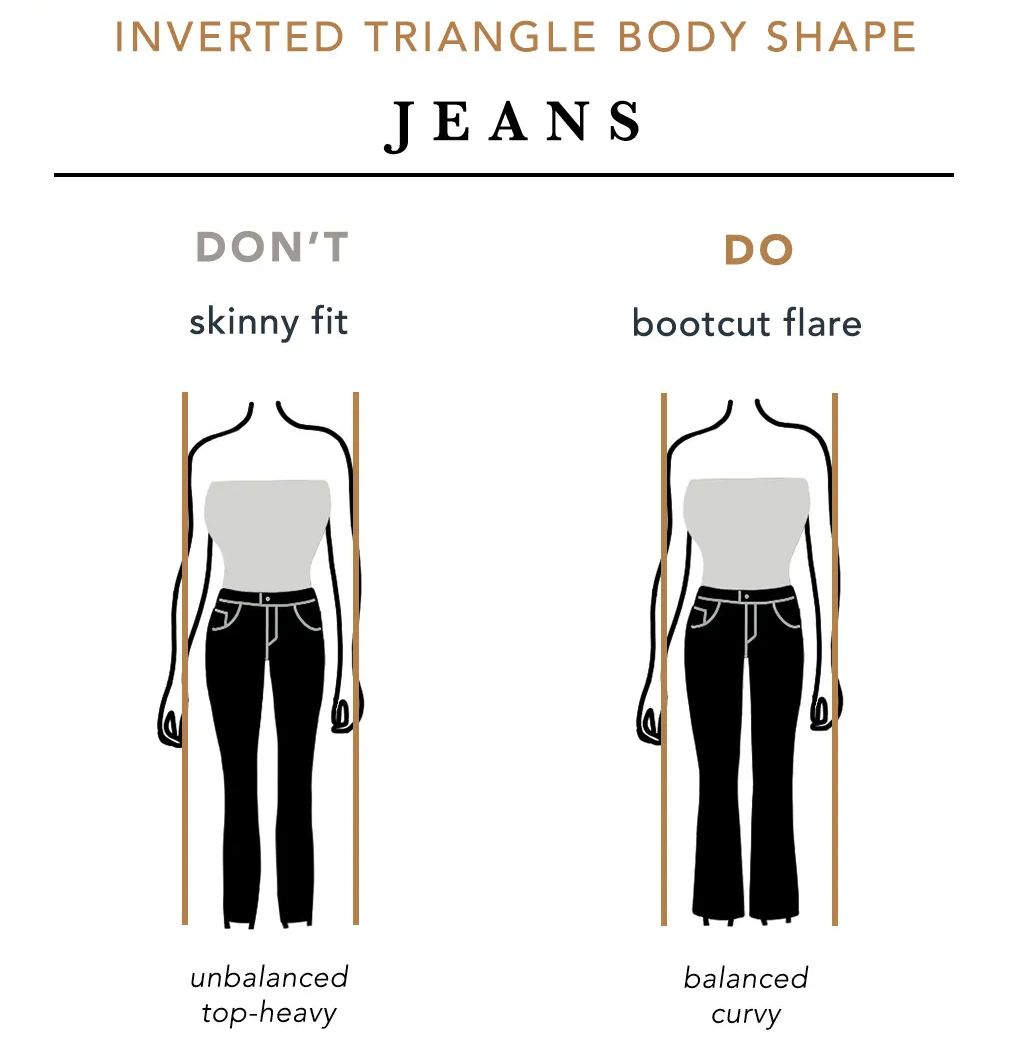 INVERTED TRIANGLE BODY SHAPE
JEANS
DON'T
skinny fit
unbalanced
top-heavy
DO
bootcut flare
balanced
curvy